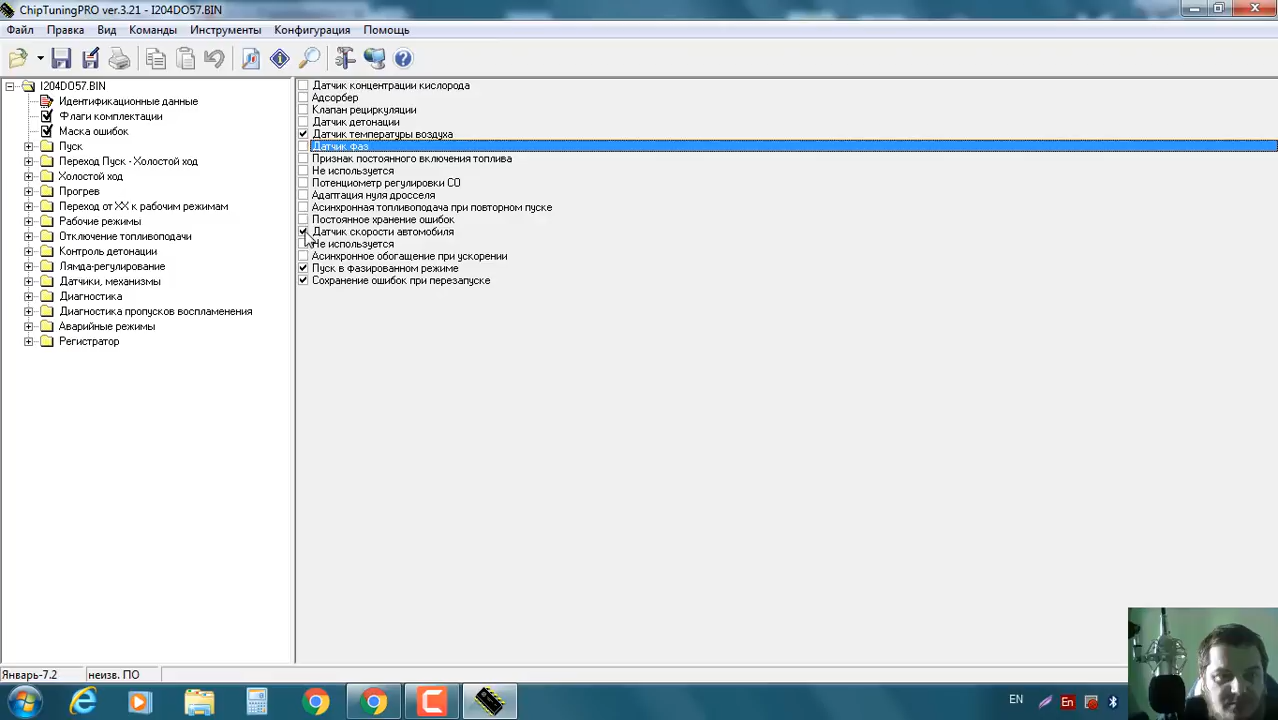 ChipTuningPRO ver.3.21 - I204DO57.BIN
Файл Правка Вид Команды Инструменты Конфигурация Помощь
I204DO57.BIN
Идентификационные данные
Флаги комплектации
Маска ошибок
Пуск
Переход Пуск - Холостой ход
Холостой ход
Прогрев
Переход от XX к рабочим режимам
Рабочие режимы
Отключение топливоподачи
Контроль детонации
Лямда-регулирование
Датчики, механизмы
Диагностика
Диагностика пропусков воспламенения
Аварийные режимы
Регистратор
Датчик концентрации кислорода
Адсорбер
Клапан рециркуляции
Датчик детонации
Датчик температуры воздуха
Датчик фаз
Признак постоянного включения топлива
Не используется
Потенциометр регулировки CO
Адаптация нуля дросселя
Асинхронная топливоподача при повторном пуске
Постоянное хранение ошибок
Датчик скорости автомобиля
Не используется
Асинхронное обогащение при ускорении
Пуск в фазированном режиме
Сохранение ошибок при перезапуске
Январь-7.2 неизв. ПО
EN En